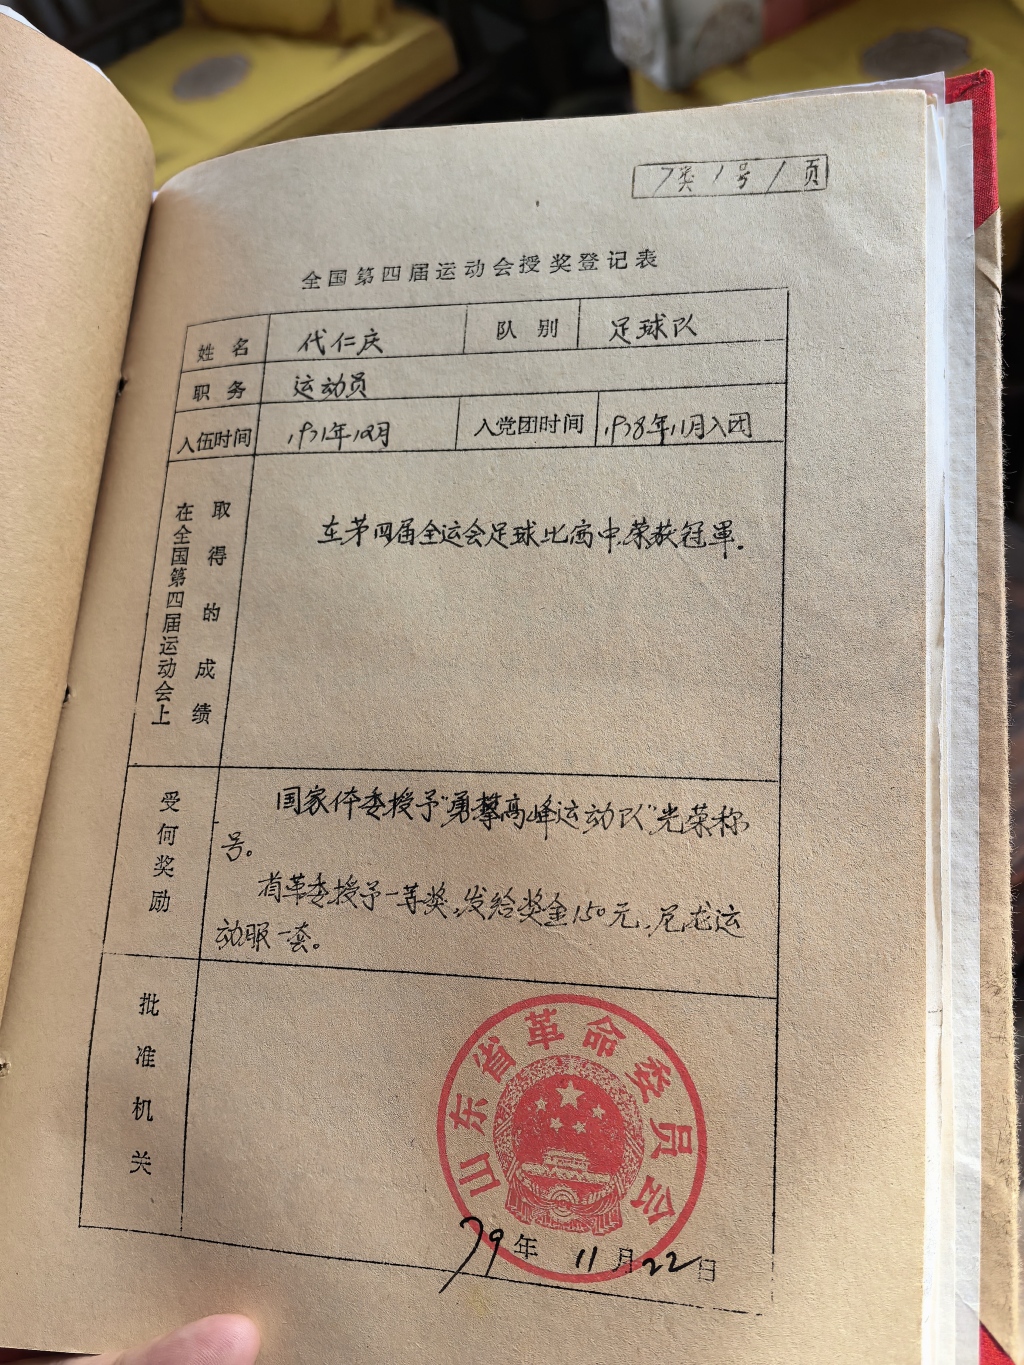 7类1号1页
全国第四届运动会授奖登记表
姓名 代仁庆 队别 足球队
职务 运动员
入伍时间 1971年12月 入党团时间 1978年11月入团
在全国第四届运动会上取得的成绩
在第四届全运会足球比赛中,荣获冠军.
受何奖励
国家体委授予“勇攀高峰运动队”光荣称
号。
省革委授予一等奖,发给奖金150元,尼龙运
动服一套。
批准机关
山东省革命委员会
79年11月22日